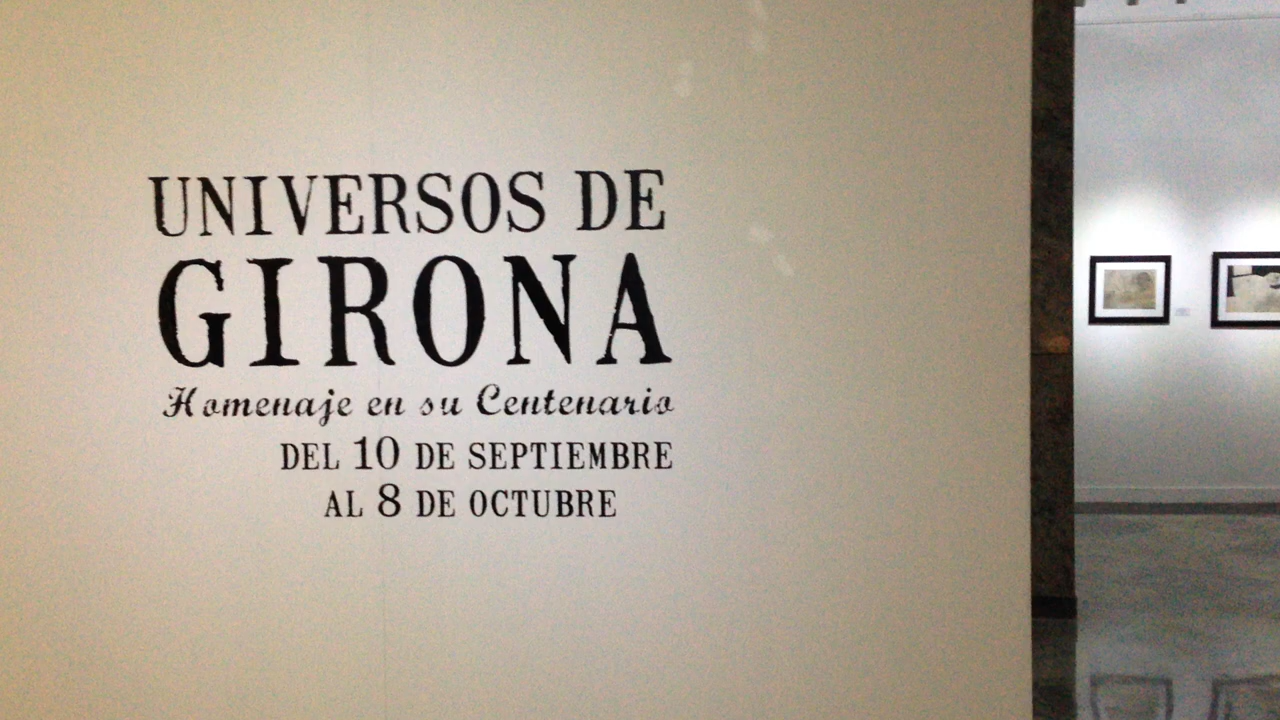 UNIVERSOS DE
GIRONA
Homenaje en su Centenario
DEL 10 DE SEPTIEMBRE
AL 8 DE OCTUBRE